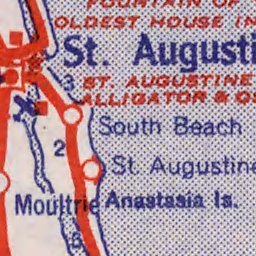 FOUNTAIN OF
OLDEST HOUSE IN
St. Augusti
3
ST. AUGUSTINE
ALLIGATOR & O
South Beach
2
St. Augustine
Moultrie
Anastasia Is.